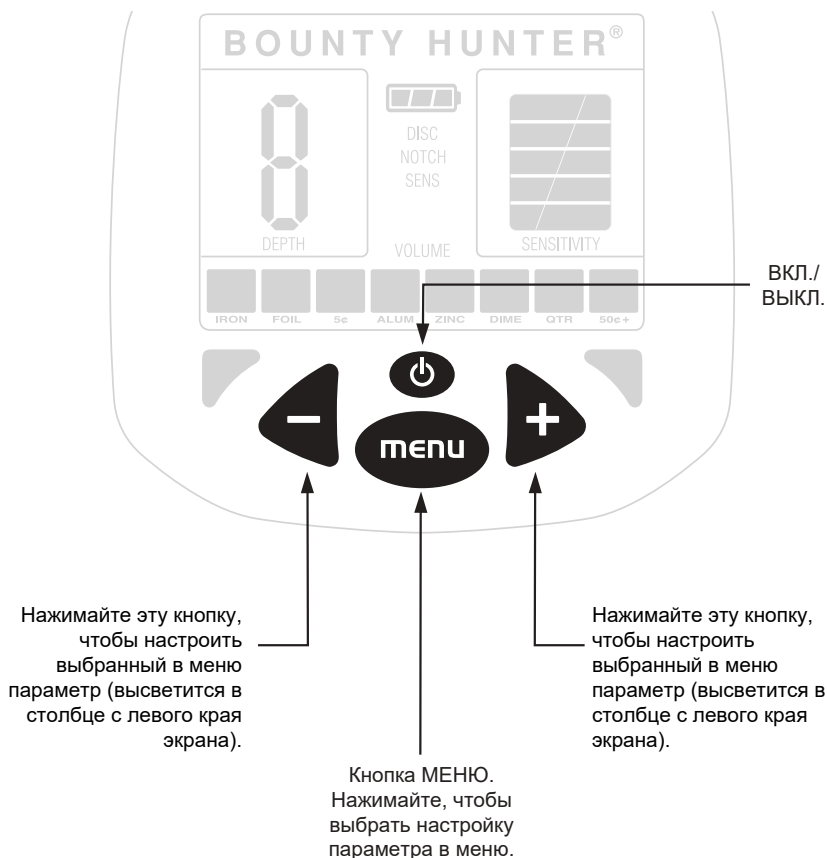 BOUNTY HUNTER®
DISC
NOTCH
SENS
DEPTH
VOLUME
SENSITIVITY
IRON FOIL 5¢ ALUM ZINC DIME QTR 50¢+
ВКЛ./
ВЫКЛ.
−
menu
+
Нажимайте эту кнопку,
чтобы настроить
выбранный в меню
параметр (высветится в
столбце с левого края
экрана).
Нажимайте эту кнопку,
чтобы настроить
выбранный в меню
параметр (высветится в
столбце с левого края
экрана).
Кнопка МЕНЮ.
Нажимайте, чтобы
выбрать настройку
параметра в меню.